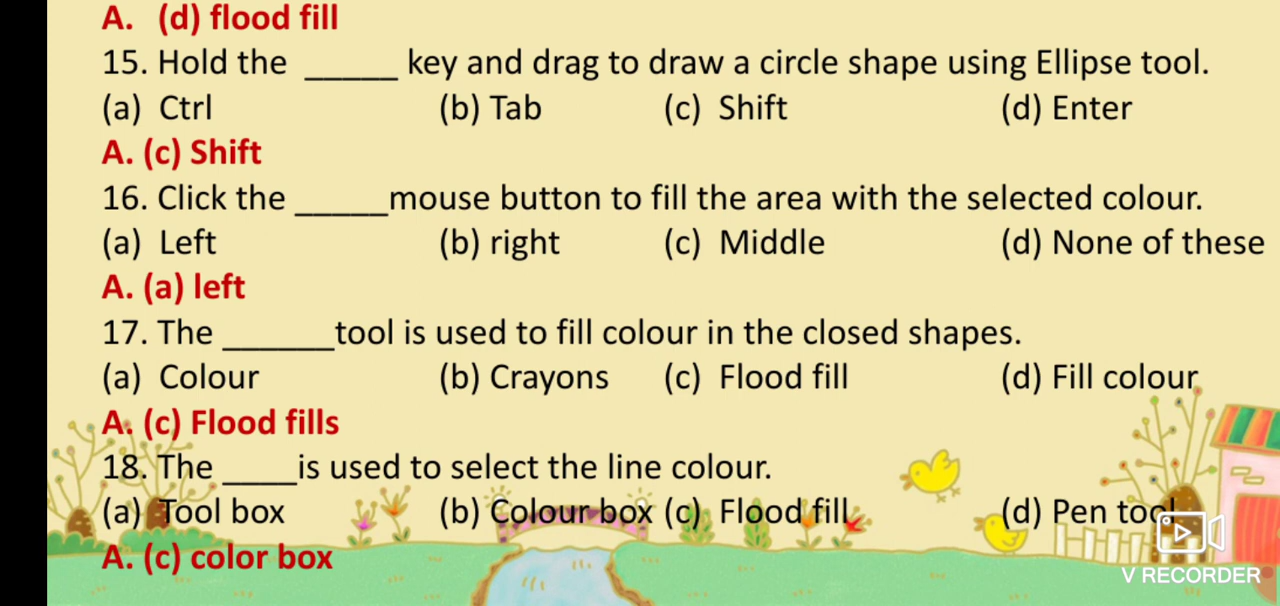 A. (d) flood fill
15. Hold the _____ key and drag to draw a circle shape using Ellipse tool.
(a) Ctrl (b) Tab (c) Shift (d) Enter
A. (c) Shift
16. Click the _____mouse button to fill the area with the selected colour.
(a) Left (b) right (c) Middle (d) None of these
A. (a) left
17. The ______tool is used to fill colour in the closed shapes.
(a) Colour (b) Crayons (c) Flood fill (d) Fill colour
A. (c) Flood fills
18. The ____is used to select the line colour.
(a) Tool box (b) Colour box (c) Flood fill (d) Pen tool
A. (c) color box
V RECORDER